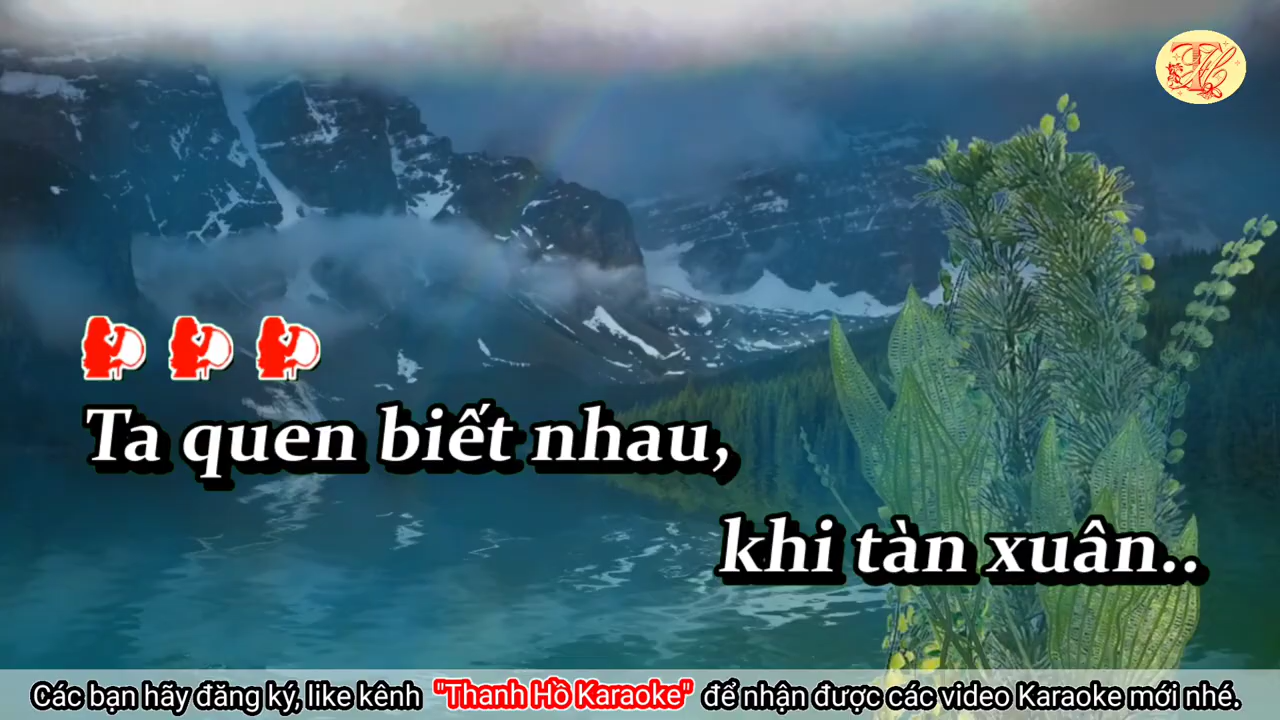 Ta quen biết nhau,
khi tàn xuân..
Các bạn hãy đăng ký, like kênh "Thanh Hồ Karaoke" để nhận được các video Karaoke mới nhé.